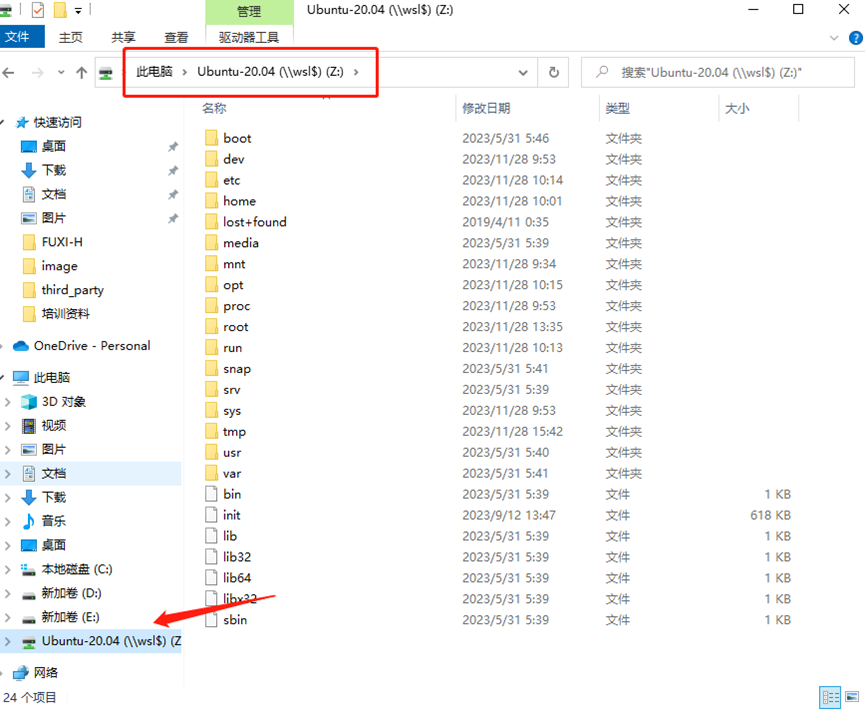 管理
Ubuntu-20.04 (\\wsl$) (Z:)
文件
主页
共享
查看
驱动器工具
此电脑 > Ubuntu-20.04 (\\wsl$) (Z:) >
搜索"Ubuntu-20.04 (\\wsl$) (Z:)"
名称 修改日期 类型 大小
快速访问
桌面
下载
文档
图片
FUXI-H
image
third_party
培训资料
OneDrive - Personal
此电脑
3D 对象
视频
图片
文档
下载
音乐
桌面
本地磁盘 (C:)
新加卷 (D:)
新加卷 (E:)
Ubuntu-20.04 (\\wsl$) (Z
网络
boot 2023/5/31 5:46 文件夹
dev 2023/11/28 9:53 文件夹
etc 2023/11/28 10:14 文件夹
home 2023/11/28 10:01 文件夹
lost+found 2019/4/11 0:35 文件夹
media 2023/5/31 5:39 文件夹
mnt 2023/11/28 9:34 文件夹
opt 2023/11/28 10:15 文件夹
proc 2023/11/28 9:53 文件夹
root 2023/11/28 13:35 文件夹
run 2023/11/28 10:13 文件夹
snap 2023/5/31 5:41 文件夹
srv 2023/5/31 5:39 文件夹
sys 2023/11/28 9:53 文件夹
tmp 2023/11/28 15:42 文件夹
usr 2023/5/31 5:40 文件夹
var 2023/5/31 5:41 文件夹
bin 2023/5/31 5:39 文件 1 KB
init 2023/9/12 13:47 文件 618 KB
lib 2023/5/31 5:39 文件 1 KB
lib32 2023/5/31 5:39 文件 1 KB
lib64 2023/5/31 5:39 文件 1 KB
libx32 2023/5/31 5:39 文件 1 KB
sbin 2023/5/31 5:39 文件 1 KB
24 个项目